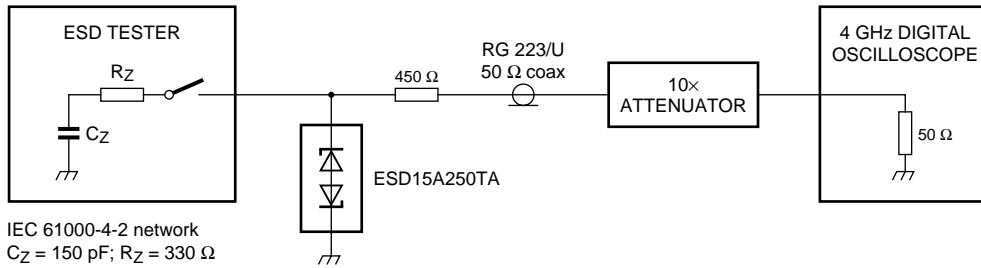 ESD TESTER
RZ
CZ
450 Ω
RG 223/U
50 Ω coax
10×
ATTENUATOR
4 GHz DIGITAL
OSCILLOSCOPE
50 Ω
ESD15A250TA
IEC 61000-4-2 network
CZ = 150 pF; RZ = 330 Ω